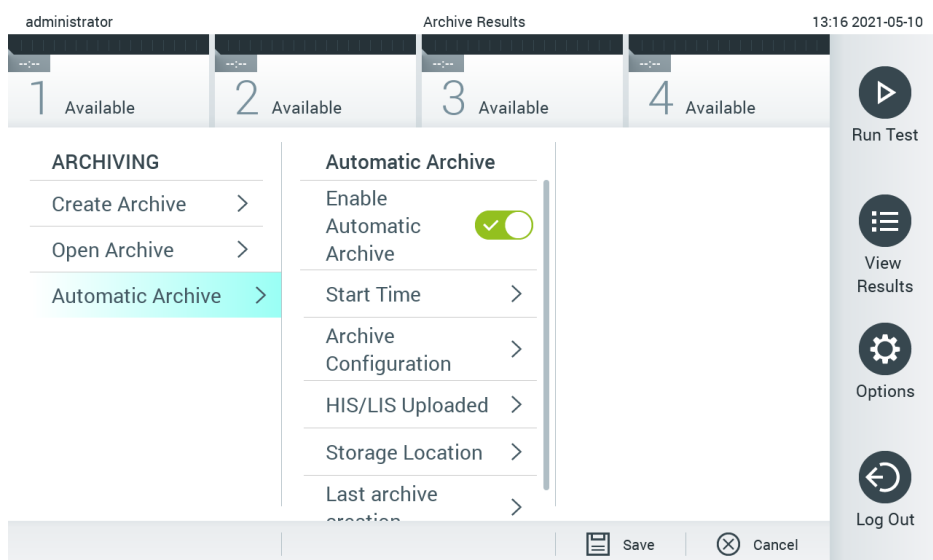 administrator
Archive Results
13:16 2021-05-10
--:--
1 Available
--:--
2 Available
--:--
3 Available
--:--
4 Available
ARCHIVING
Create Archive
Open Archive
Automatic Archive
Automatic Archive
Enable
Automatic
Archive
Start Time
Archive
Configuration
HIS/LIS Uploaded
Storage Location
Last archive
creation
Run Test
View
Results
Options
Log Out
Save
Cancel